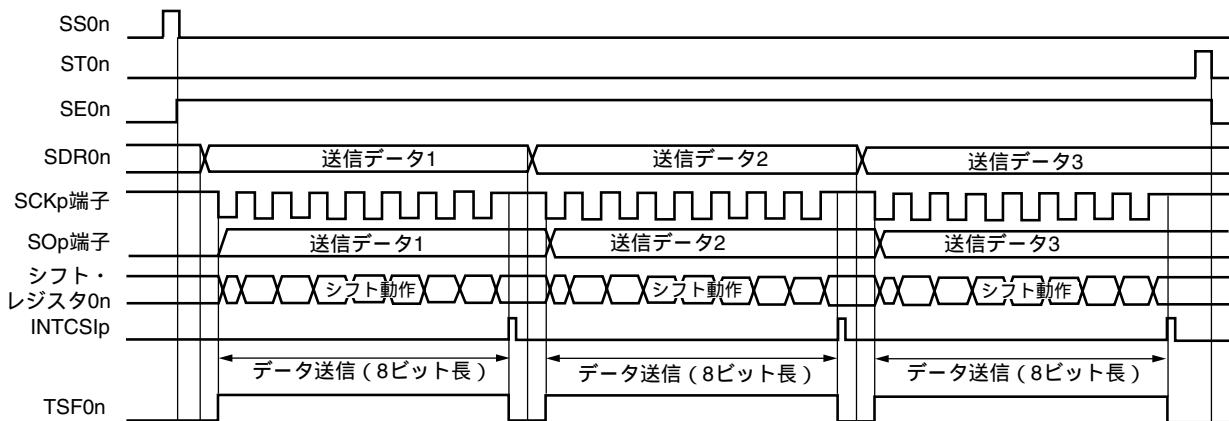 SS0n
ST0n
SE0n
SDR0n 送信データ1 送信データ2 送信データ3
SCKp端子
SOp端子 送信データ1 送信データ2 送信データ3
シフト・
レジスタ0n シフト動作 シフト動作 シフト動作
INTCSIp
データ送信（8ビット長） データ送信（8ビット長） データ送信（8ビット長）
TSF0n